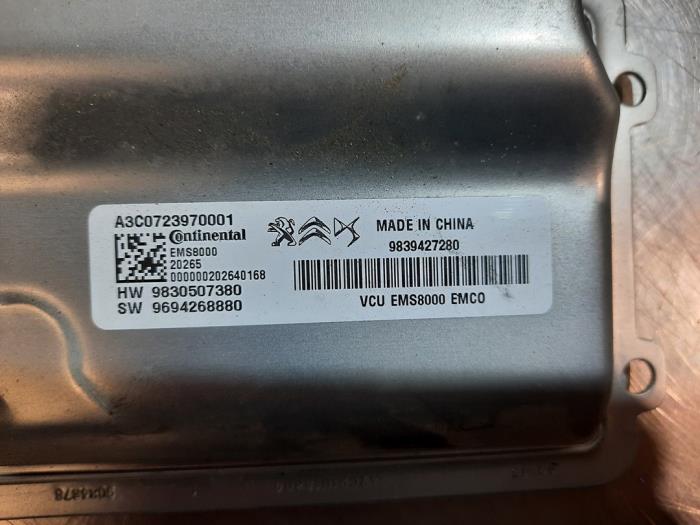 A3C0723970001
Continental
EMS8000
20265
000000202640168
HW 9830507380
SW 9694268880
MADE IN CHINA
9839427280
VCU EMS8000 EMCO